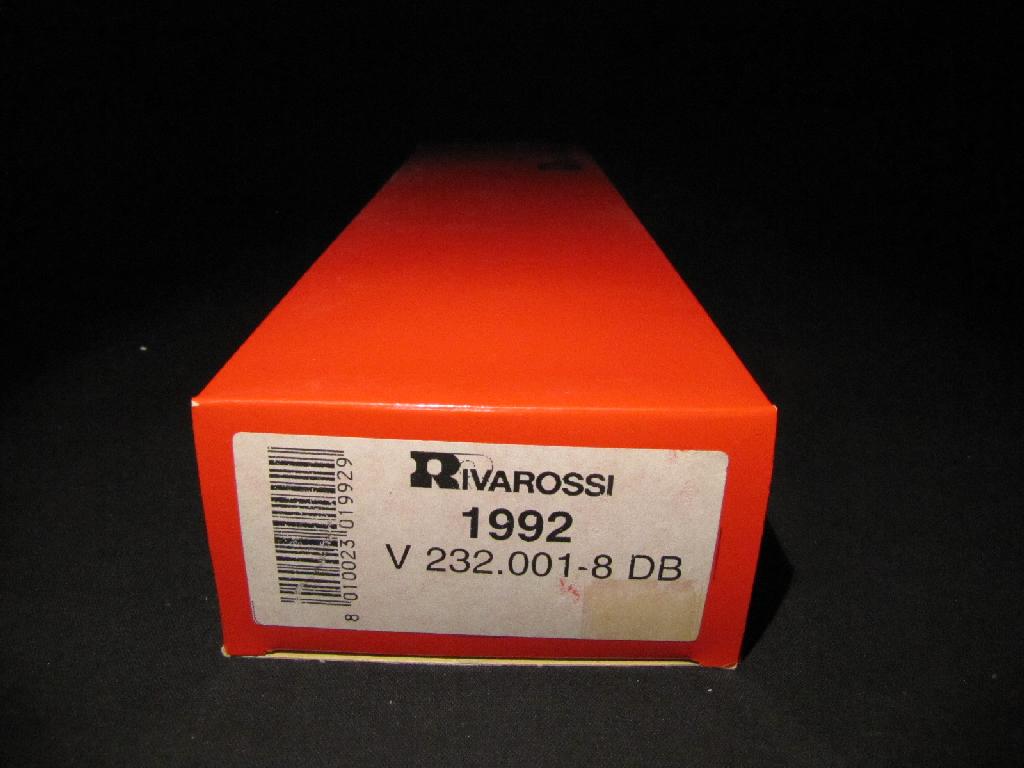 RIVAROSSI
1992
V 232.001-8 DB
8 010023 019929